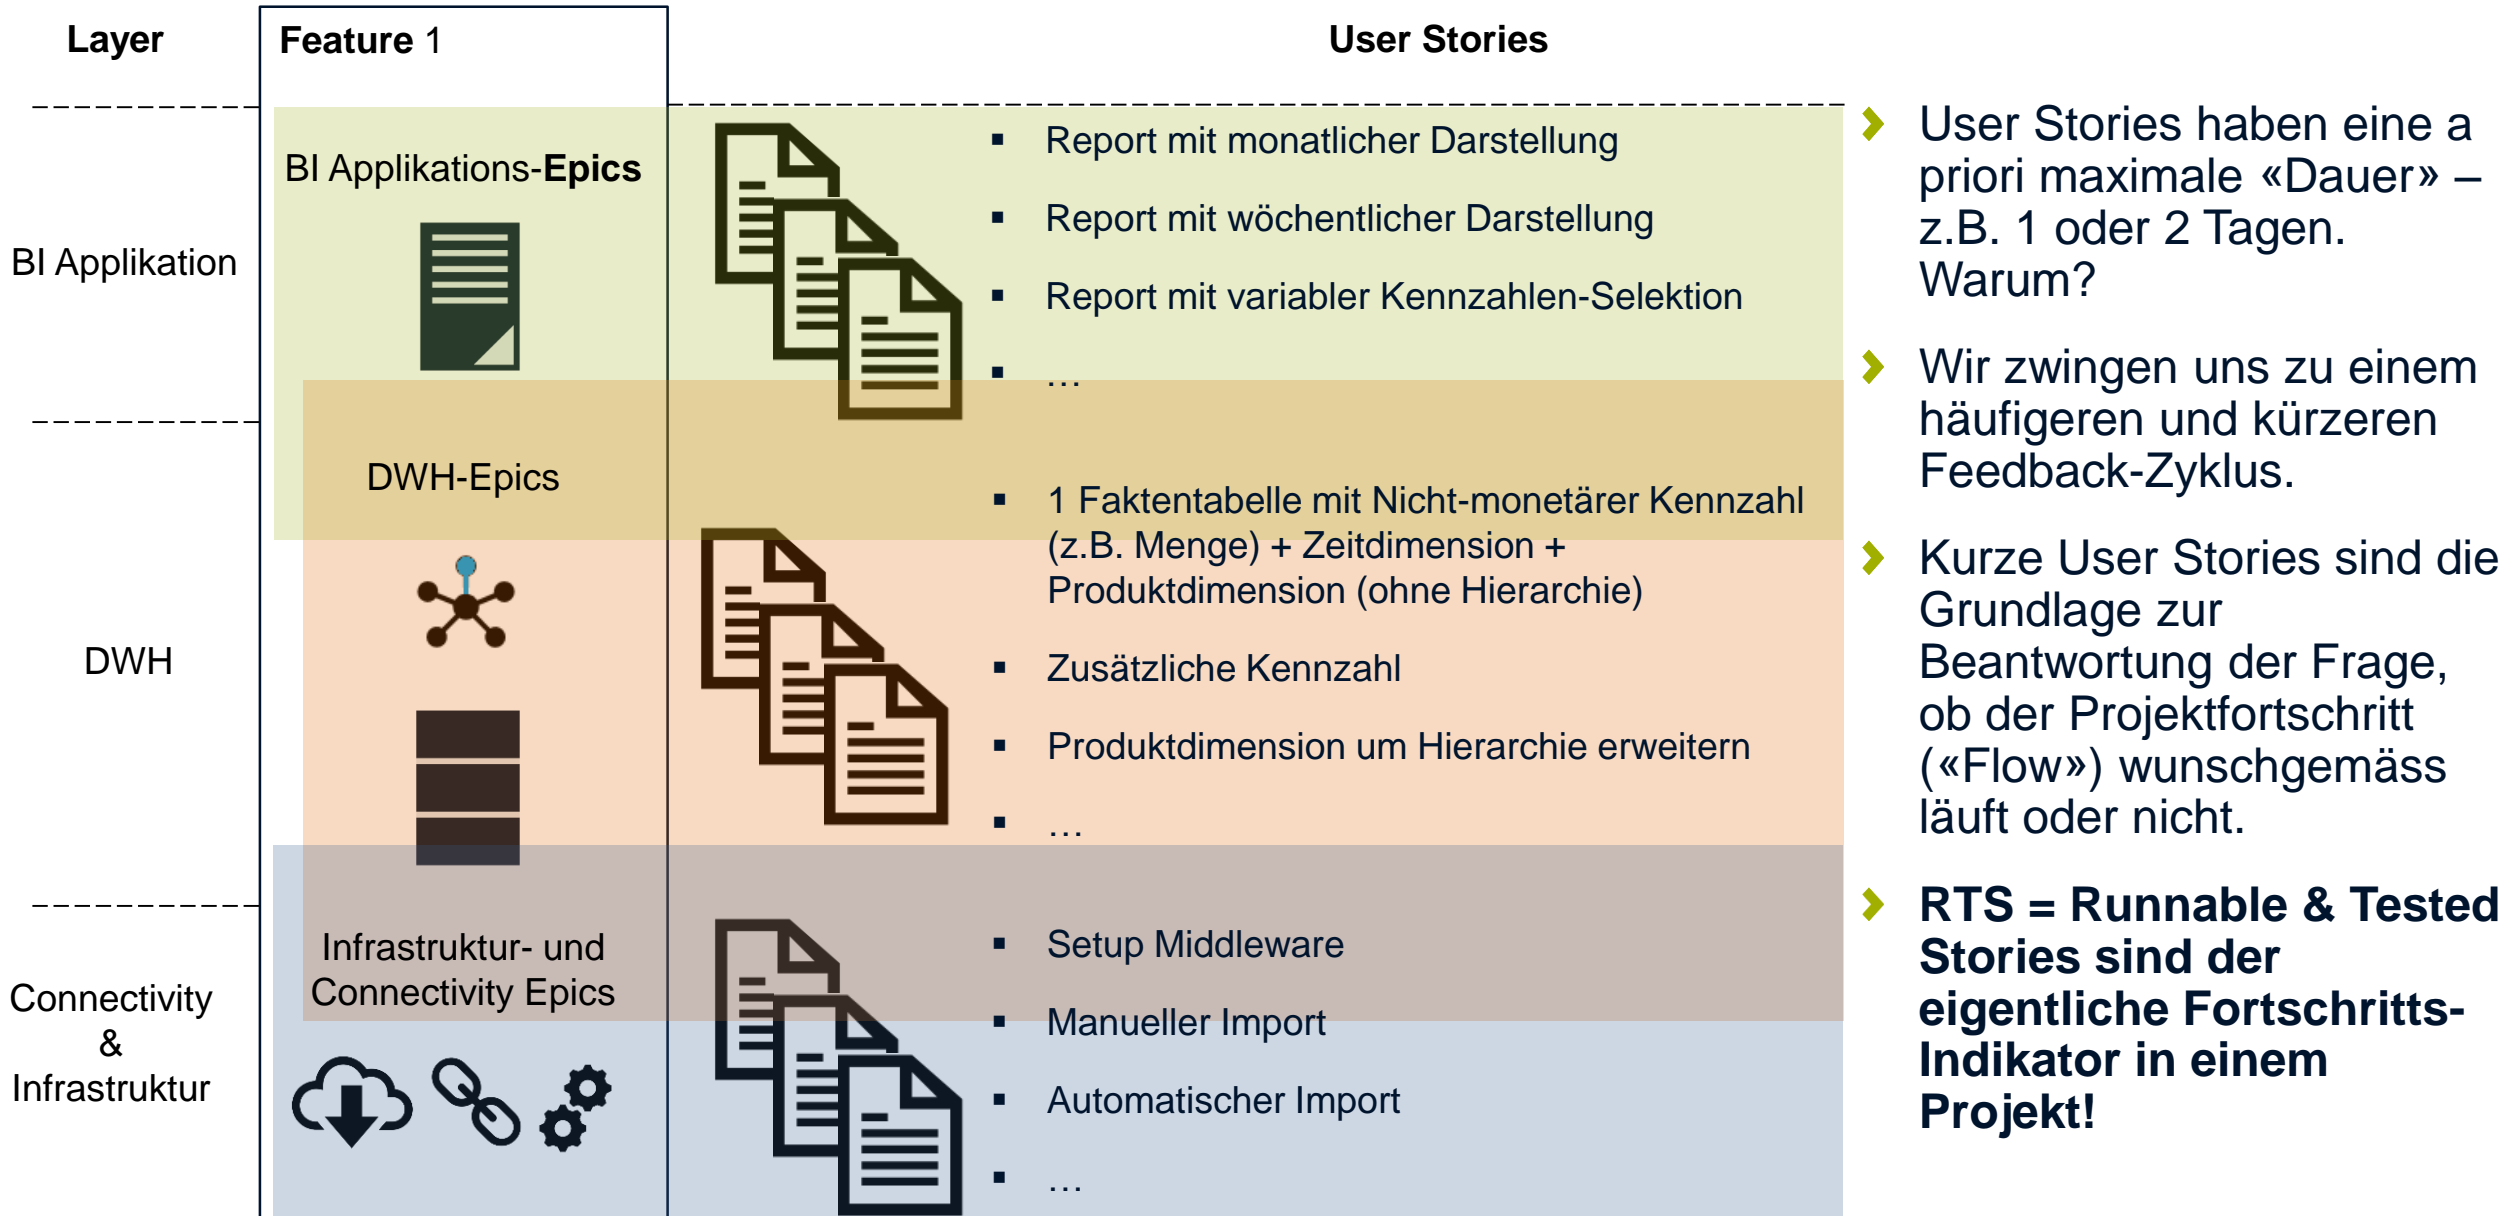 Layer
Feature 1
User Stories
BI Applikation
BI Applikations-Epics
▪ Report mit monatlicher Darstellung
▪ Report mit wöchentlicher Darstellung
▪ Report mit variabler Kennzahlen-Selektion
▪ …
DWH
DWH-Epics
▪ 1 Faktentabelle mit Nicht-monetärer Kennzahl
(z.B. Menge) + Zeitdimension +
Produktdimension (ohne Hierarchie)
▪ Zusätzliche Kennzahl
▪ Produktdimension um Hierarchie erweitern
▪ …
Connectivity
&
Infrastruktur
Infrastruktur- und
Connectivity Epics
▪ Setup Middleware
▪ Manueller Import
▪ Automatischer Import
▪ …
User Stories haben eine a
priori maximale «Dauer» –
z.B. 1 oder 2 Tagen.
Warum?
Wir zwingen uns zu einem
häufigeren und kürzeren
Feedback-Zyklus.
Kurze User Stories sind die
Grundlage zur
Beantwortung der Frage,
ob der Projektfortschritt
(«Flow») wunschgemäss
läuft oder nicht.
RTS = Runnable & Tested
Stories sind der
eigentliche Fortschritts-
Indikator in einem
Projekt!